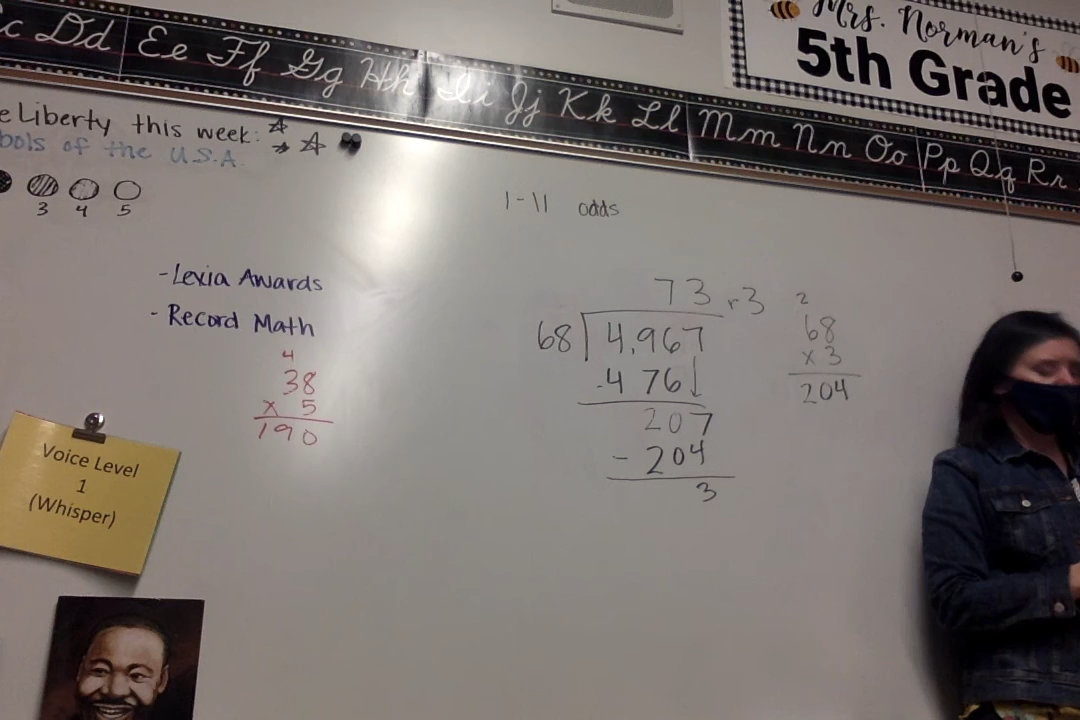 Mrs. Norman's
5th Grade
c Dd Ee Ff Gg Hh Ii Jj Kk Ll Mm Nn Oo Pp Qq Rr
e Liberty this week:
bols of the U.S.A.
3 4 5
1-11 odds
- Lexia Awards
- Record Math
4
38
x 5
190
73 r3
68 4,967
-476
207
- 204
3
2
68
x 3
204
Voice Level
1
(Whisper)